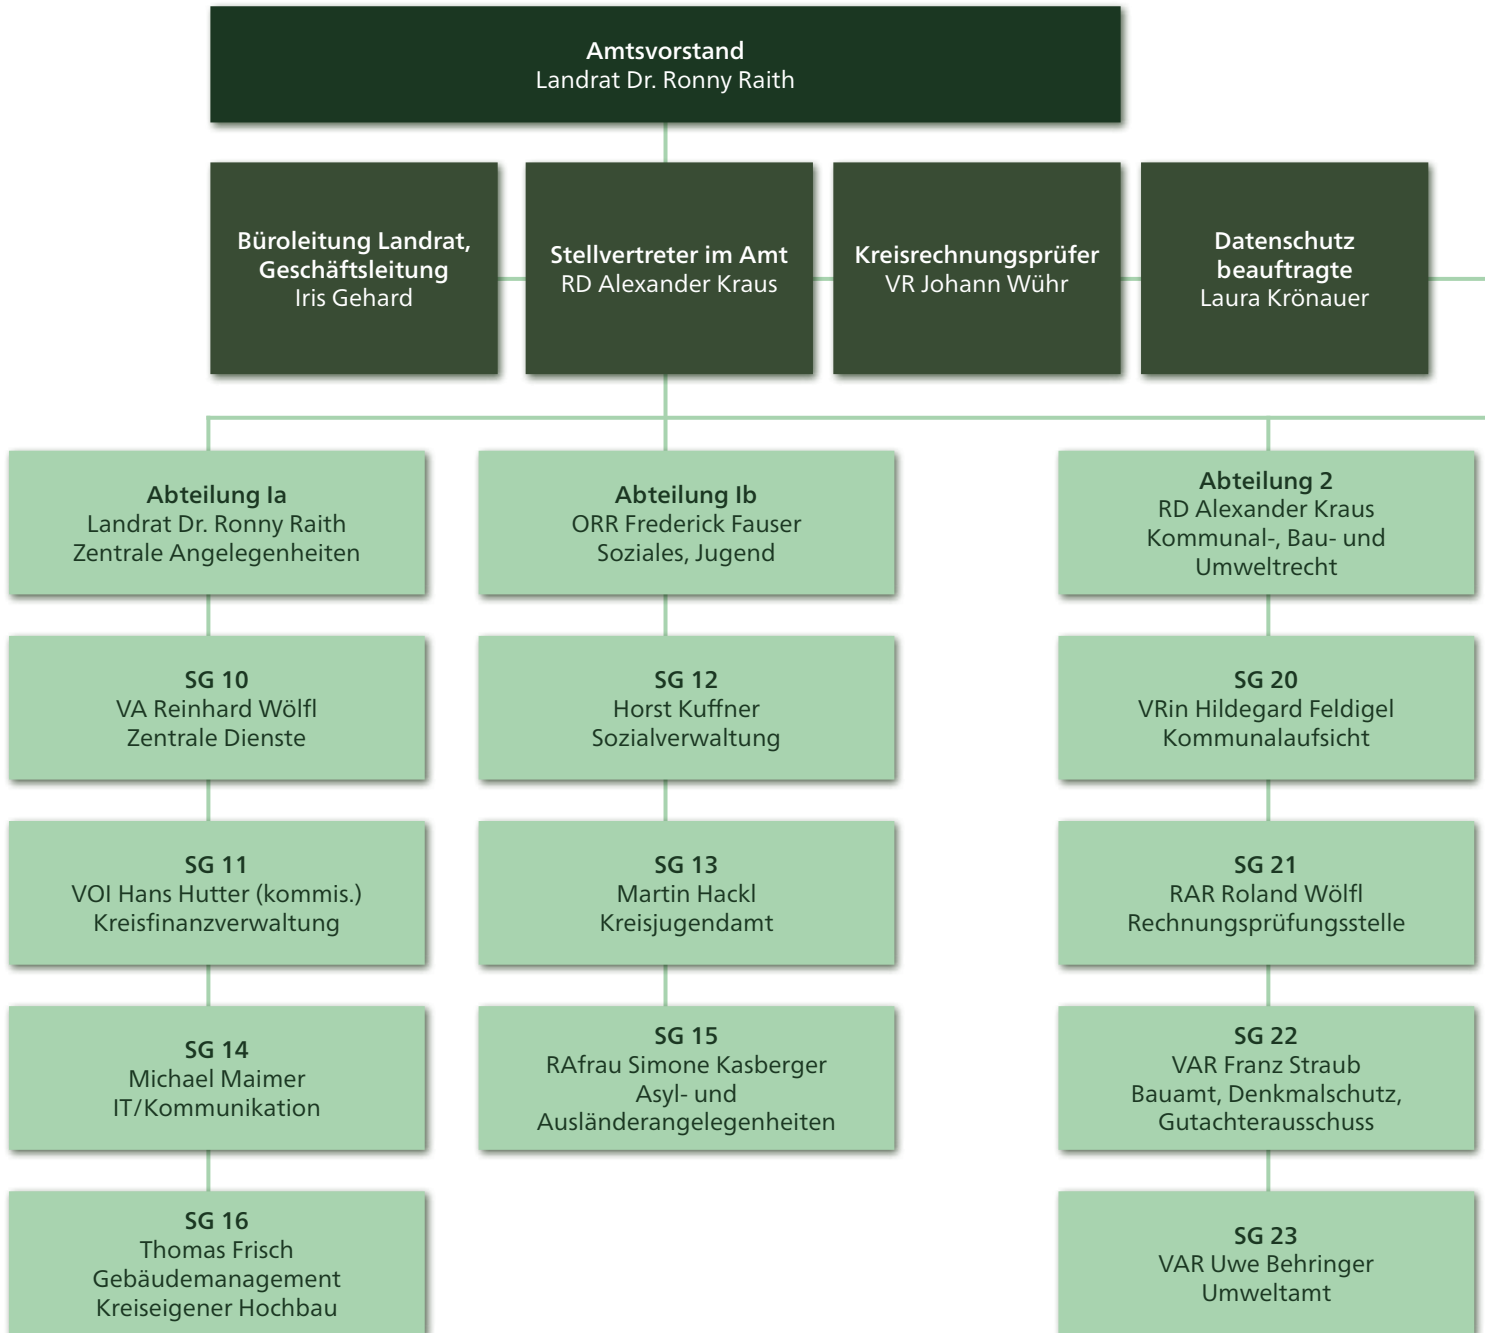 Amtsvorstand
Landrat Dr. Ronny Raith
Büroleitung Landrat,
Geschäftsleitung
Iris Gehard
Stellvertreter im Amt
RD Alexander Kraus
Kreisrechnungsprüfer
VR Johann Wühr
Datenschutz
beauftragte
Laura Krönauer
Abteilung Ia
Landrat Dr. Ronny Raith
Zentrale Angelegenheiten
SG 10
VA Reinhard Wölfl
Zentrale Dienste
SG 11
VOI Hans Hutter (kommis.)
Kreisfinanzverwaltung
SG 14
Michael Maimer
IT/Kommunikation
SG 16
Thomas Frisch
Gebäudemanagement
Kreiseigener Hochbau
Abteilung Ib
ORR Frederick Fauser
Soziales, Jugend
SG 12
Horst Kuffner
Sozialverwaltung
SG 13
Martin Hackl
Kreisjugendamt
SG 15
RAfrau Simone Kasberger
Asyl- und
Ausländerangelegenheiten
Abteilung 2
RD Alexander Kraus
Kommunal-, Bau- und
Umweltrecht
SG 20
VRin Hildegard Feldigel
Kommunalaufsicht
SG 21
RAR Roland Wölfl
Rechnungsprüfungsstelle
SG 22
VAR Franz Straub
Bauamt, Denkmalschutz,
Gutachterausschuss
SG 23
VAR Uwe Behringer
Umweltamt